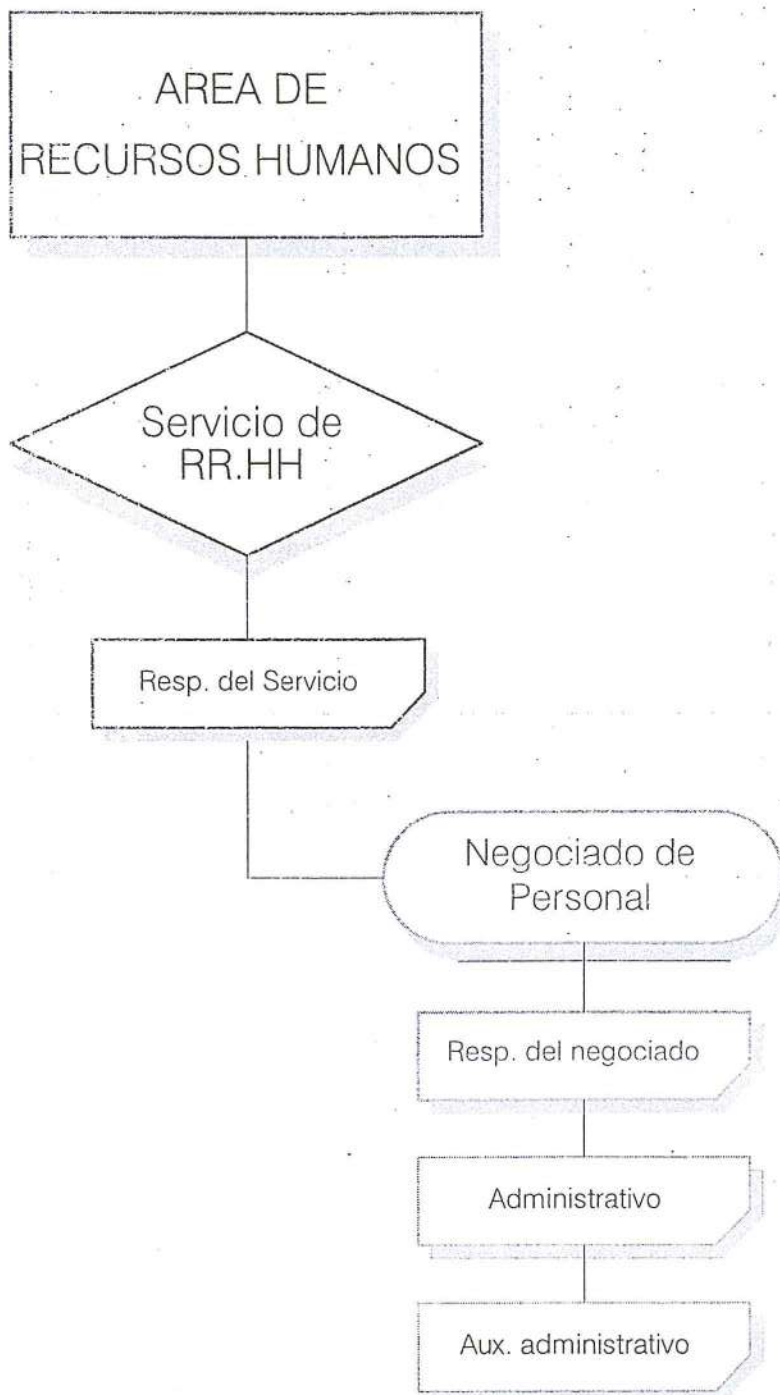 AREA DE
RECURSOS HUMANOS
Servicio de
RR.HH
Resp. del Servicio
Negociado de
Personal
Resp. del negociado
Administrativo
Aux. administrativo